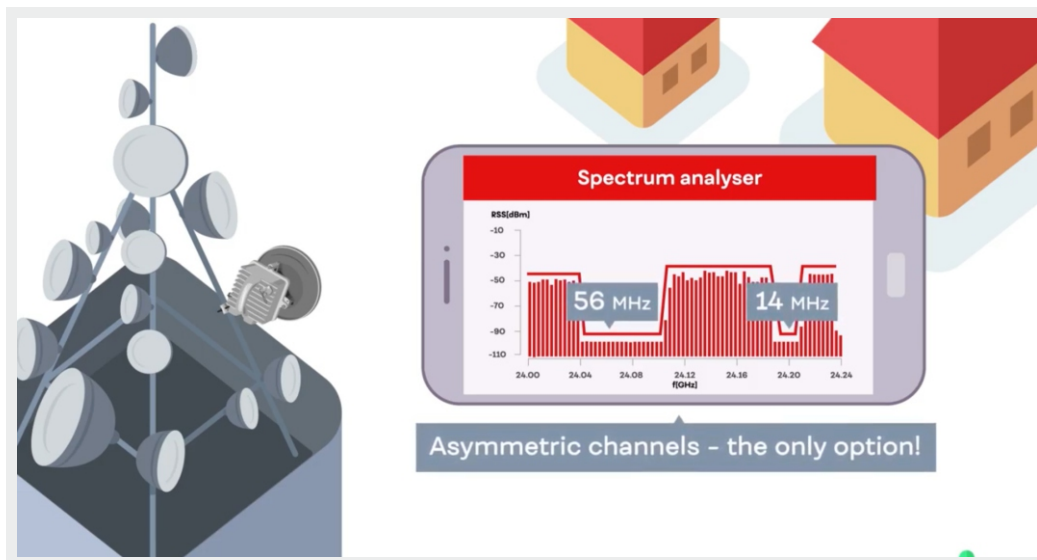 Spectrum analyser
RSS[dBm]
-10
-30
-50
-70
-90
-110
56 MHz
14 MHz
24.00 24.04 24.08 24.12 24.16 24.20 24.24
f[GHz]
Asymmetric channels - the only option!